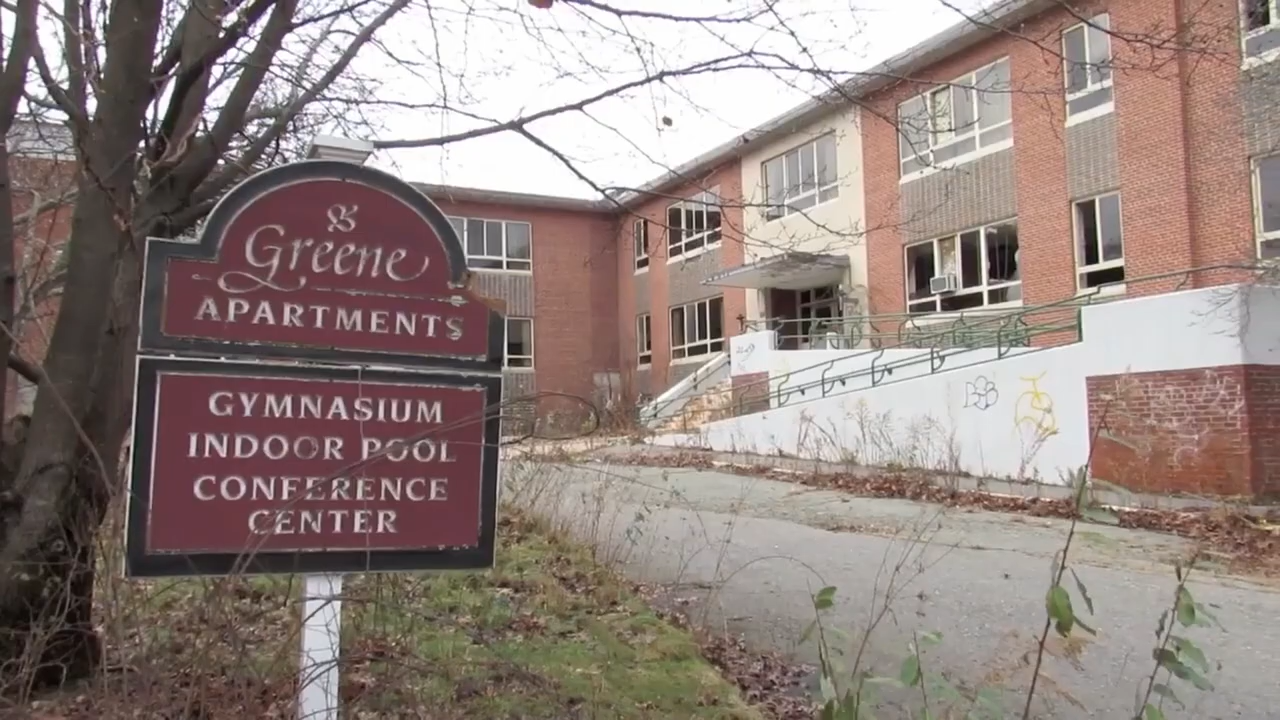 Greene
APARTMENTS
GYMNASIUM
INDOOR POOL
CONFERENCE
CENTER